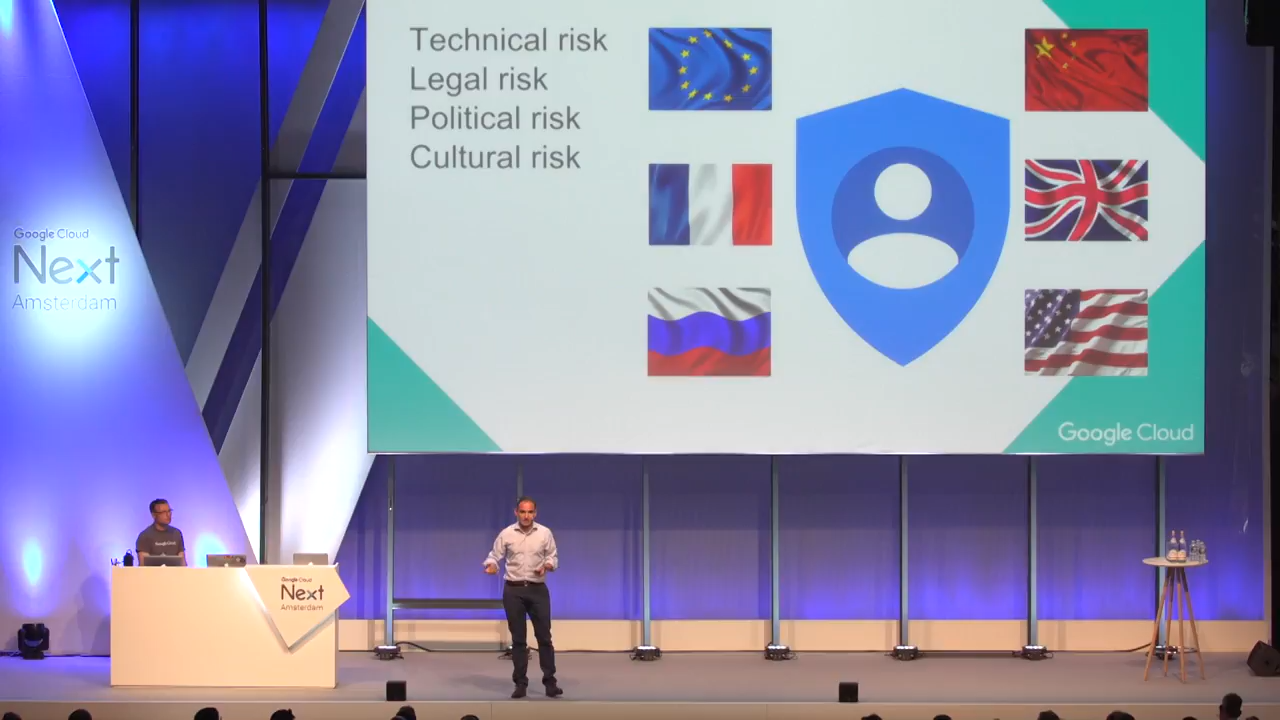 Technical risk
Legal risk
Political risk
Cultural risk
Google Cloud
Google Cloud
Next
Amsterdam
Google Cloud
Next
Amsterdam